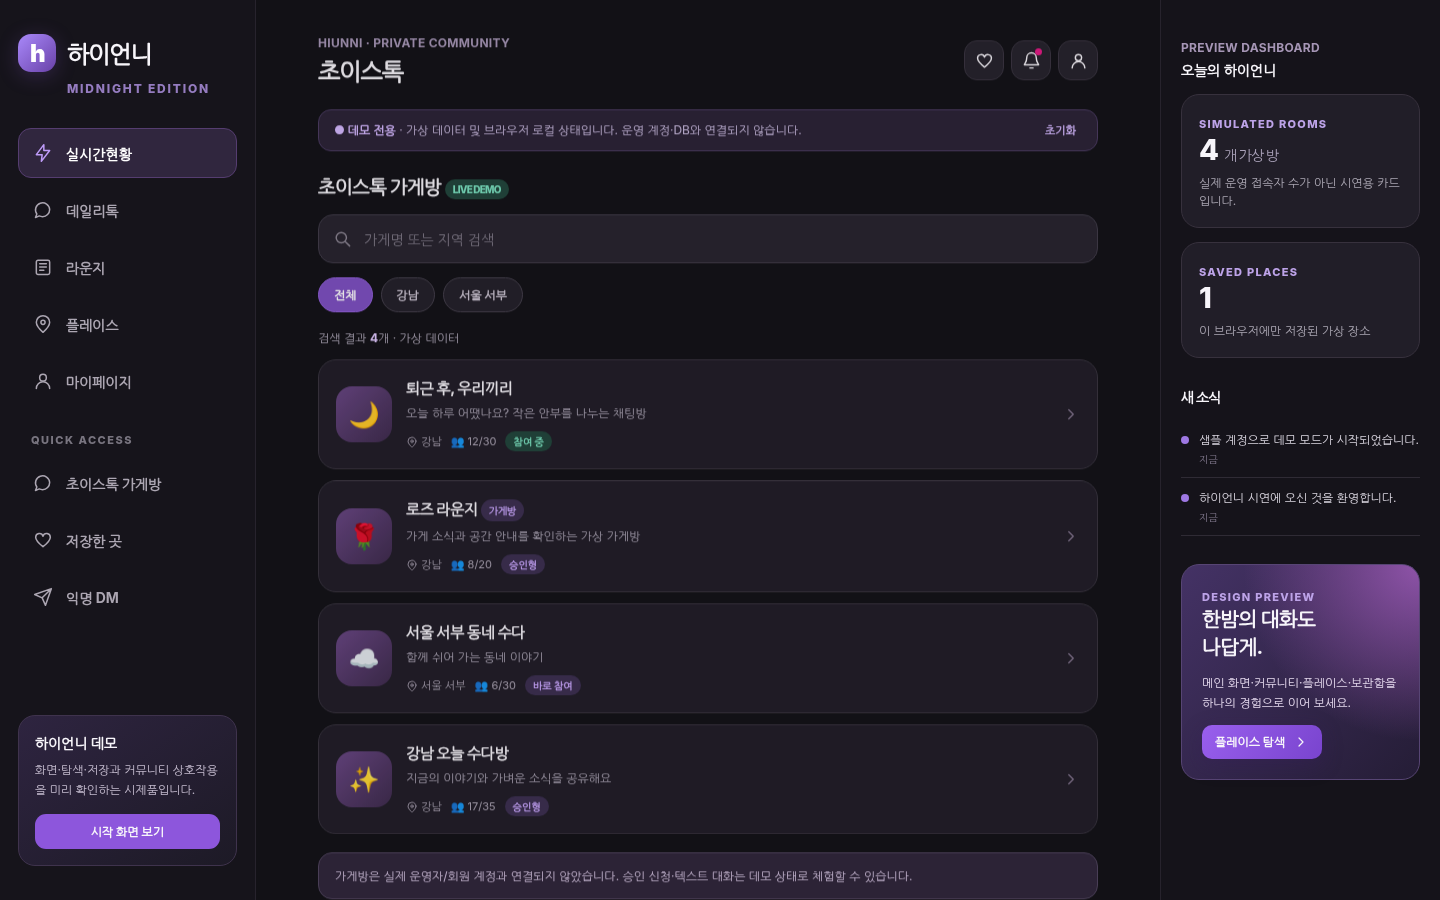 h 하이언니
MIDNIGHT EDITION
실시간현황
데일리톡
라운지
플레이스
마이페이지
QUICK ACCESS
초이스톡 가게방
저장한 곳
익명 DM
하이언니 데모
화면·탐색·저장과 커뮤니티 상호작용
을 미리 확인하는 시제품입니다.
시작 화면 보기
HIUNNI · PRIVATE COMMUNITY
초이스톡
데모 전용 · 가상 데이터 및 브라우저 로컬 상태입니다. 운영 계정·DB와 연결되지 않습니다.
초기화
초이스톡 가게방 LIVE DEMO
가게명 또는 지역 검색
전체 강남 서울 서부
검색 결과 4개 · 가상 데이터
퇴근 후, 우리끼리
오늘 하루 어땠나요? 작은 안부를 나누는 채팅방
강남 12/30 참여 중
로즈 라운지 가게방
가게 소식과 공간 안내를 확인하는 가상 가게방
강남 8/20 승인형
서울 서부 동네 수다
함께 쉬어 가는 동네 이야기
서울 서부 6/30 바로 참여
강남 오늘 수다방
지금의 이야기와 가벼운 소식을 공유해요
강남 17/35 승인형
가게방은 실제 운영자/회원 계정과 연결되지 않았습니다. 승인 신청·텍스트 대화는 데모 상태로 체험할 수 있습니다.
PREVIEW DASHBOARD
오늘의 하이언니
SIMULATED ROOMS
4 개 가상 방
실제 운영 접속자 수가 아닌 시연용 카드
입니다.
SAVED PLACES
1
이 브라우저에만 저장된 가상 장소
새 소식
샘플 계정으로 데모 모드가 시작되었습니다.
지금
하이언니 시연에 오신 것을 환영합니다.
지금
DESIGN PREVIEW
한밤의 대화도
나답게.
메인 화면·커뮤니티·플레이스·보관함을
하나의 경험으로 이어 보세요.
플레이스 탐색